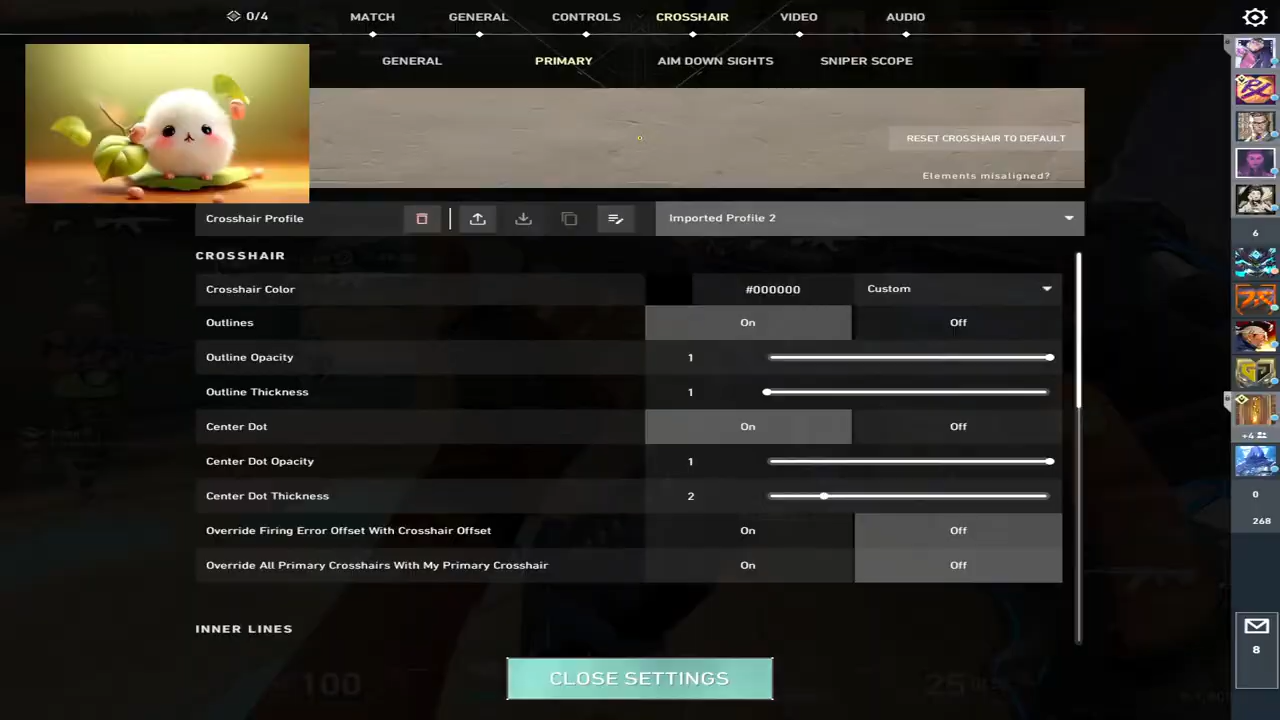 0/4
MATCH
GENERAL
CONTROLS
CROSSHAIR
VIDEO
AUDIO
GENERAL
PRIMARY
AIM DOWN SIGHTS
SNIPER SCOPE
RESET CROSSHAIR TO DEFAULT
Elements misaligned?
Crosshair Profile
Imported Profile 2
CROSSHAIR
Crosshair Color
#000000
Custom
Outlines
On
Off
Outline Opacity
1
Outline Thickness
1
Center Dot
On
Off
Center Dot Opacity
1
Center Dot Thickness
2
Override Firing Error Offset With Crosshair Offset
On
Off
Override All Primary Crosshairs With My Primary Crosshair
On
Off
INNER LINES
CLOSE SETTINGS
100
25
6
+4
0
268
8